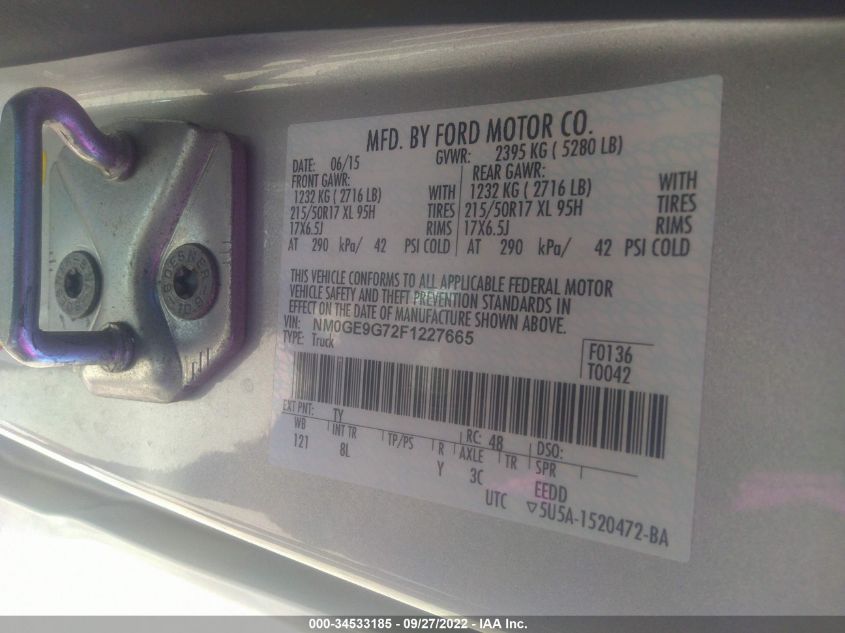 MFD. BY FORD MOTOR CO.
DATE: 06/15 GVWR: 2395 KG ( 5280 LB)
FRONT GAWR: REAR GAWR:
1232 KG ( 2716 LB) WITH 1232 KG ( 2716 LB) WITH
215/50R17 XL 95H TIRES 215/50R17 XL 95H TIRES
17X6.5J RIMS 17X6.5J RIMS
AT 290 kPa/ 42 PSI COLD AT 290 kPa/ 42 PSI COLD
THIS VEHICLE CONFORMS TO ALL APPLICABLE FEDERAL MOTOR
VEHICLE SAFETY AND THEFT PREVENTION STANDARDS IN
EFFECT ON THE DATE OF MANUFACTURE SHOWN ABOVE.
VIN: NM0GE9G72F1227665
TYPE: Truck
F0136
T0042
EXT PNT: TY RC: 48 DSO:
WB INT TR TP/PS R AXLE TR SPR
121 8L Y 3C EEDD
UTC ▽5U5A-1520472-BA
000-34533185 - 09/27/2022 - IAA Inc.